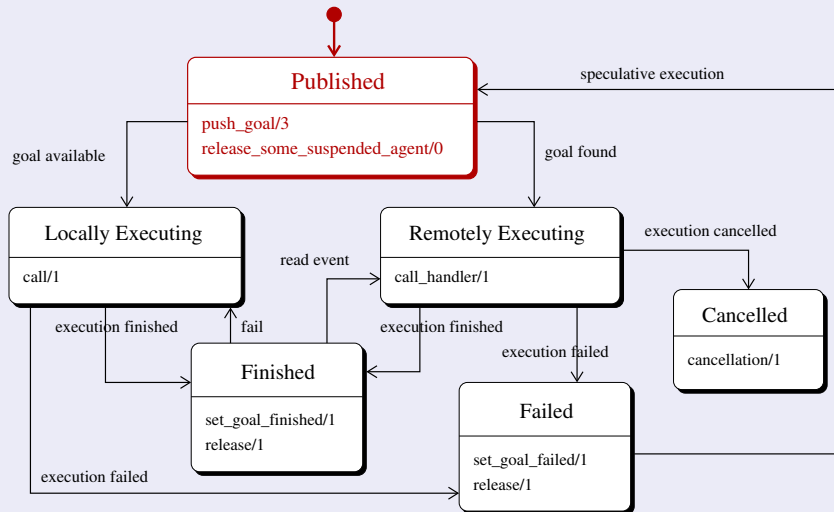 Published
speculative execution
push_goal/3
release_some_suspended_agent/0
goal available
goal found
Locally Executing
call/1
Remotely Executing
call_handler/1
execution cancelled
read event
Cancelled
cancellation/1
execution finished
fail
execution finished
execution failed
Finished
set_goal_finished/1
release/1
Failed
set_goal_failed/1
release/1
execution failed